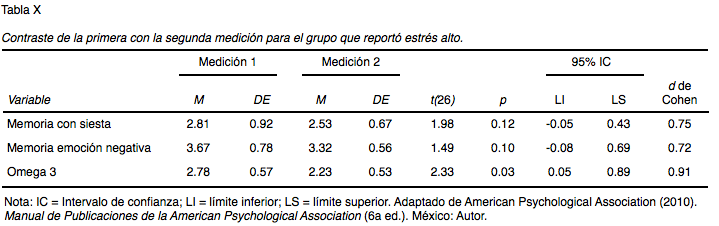 Tabla X
Contraste de la primera con la segunda medición para el grupo que reportó estrés alto.
Medición 1 Medición 2 95% IC
Variable M DE M DE t(26) p LI LS d de Cohen
Memoria con siesta 2.81 0.92 2.53 0.67 1.98 0.12 -0.05 0.43 0.75
Memoria emoción negativa 3.67 0.78 3.32 0.56 1.49 0.10 -0.08 0.69 0.72
Omega 3 2.78 0.57 2.23 0.53 2.33 0.03 0.05 0.89 0.91
Nota: IC = Intervalo de confianza; LI = límite inferior; LS = límite superior. Adaptado de American Psychological Association (2010).
Manual de Publicaciones de la American Psychological Association (6a ed.). México: Autor.